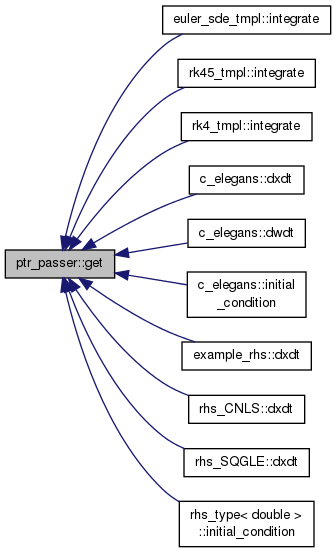 euler_sde_tmpl::integrate
rk45_tmpl::integrate
rk4_tmpl::integrate
c_elegans::dxdt
c_elegans::dwdt
ptr_passer::get
c_elegans::initial
_condition
example_rhs::dxdt
rhs_CNLS::dxdt
rhs_SQGLE::dxdt
rhs_type< double >
::initial_condition